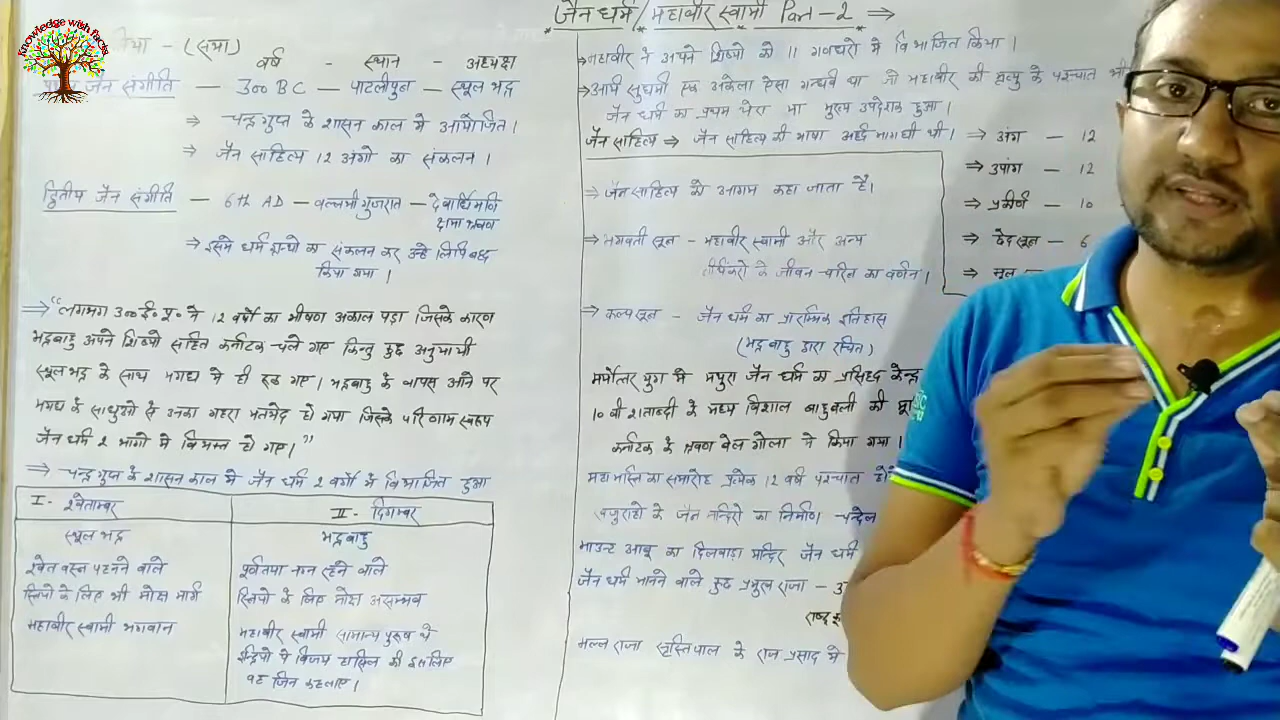 Knowledge with facts
जैन धर्म / महावीर स्वामी Part-2 ⇒
(सभा)
वर्ष - स्थान - अध्यक्ष
जैन संगीति — 300 BC — पाटलीपुत्र — स्थूल भद्र
⇒ चन्द्रगुप्त के शासन काल मे आयोजित।
⇒ जैन साहित्य 12 अंगो का संकलन।
द्वितीय जैन संगीति — 6th AD — वल्लभी गुजरात — देवार्धिमनि
क्षमा श्रवण
⇒ इसमे धर्म ग्रन्थो का संकलन कर उन्हे लिपिबद्ध
किया गया।
⇒ "लगभग 300 ई० पू० मे 12 वर्षो का भीषण अकाल पड़ा जिसके कारण
भद्रबाहु अपने शिष्यो सहित कर्नाटक चले गए किन्तु कुछ अनुयायी
स्थूल भद्र के साथ मगध मे ही रूक गए। भद्रबाहु के वापस आने पर
मगध के साधुओ से उनका गहरा मतभेद हो गया जिसके परिणाम स्वरूप
जैन धर्म 2 भागो मे विभक्त हो गए।"
⇒ चन्द्रगुप्त के शासन काल मे जैन धर्म 2 वर्गो मे विभाजित हुआ
I - श्वेताम्बर
स्थूल भद्र
श्वेत वस्त्र पहनने वाले
स्त्रियो के लिए भी मोक्ष मार्ग
महावीर स्वामी भगवान
II - दिगम्बर
भद्रबाहु
पूर्णतया नग्न रहने वाले
स्त्रियो के लिए मोक्ष असम्भव
महावीर स्वामी सामान्य पुरूष थे
इन्द्रियो पे विजय हासिल की इसलिए
वह जिन कहलाए।
⇒ महावीर ने अपने शिष्यो को 11 गणधरो मे विभाजित किया।
⇒ आर्य सुधर्मा एक अकेला ऐसा गन्धर्व था जो महावीर की मृत्यु के पश्चात भी
जैन धर्म का प्रथम थेरा या मुख्य उपदेशक हुआ।
जैन साहित्य ⇒ जैन साहित्य की भाषा अर्द्धमागधी थी।
⇒ जैन साहित्य को आगम कहा जाता है।
⇒ भगवती सूत्र - महावीर स्वामी और अन्य
तीर्थंकरो के जीवन-चरित्र का वर्णन।
⇒ कल्पसूत्र - जैन धर्म का प्रारम्भिक इतिहास
(भद्रबाहु द्वारा रचित)
⇒ अंग — 12
⇒ उपांग — 12
⇒ प्रकीर्ण — 10
⇒ छेदसूत्र — 6
⇒ मूल —
मौर्योत्तर युग मे मथुरा जैन धर्म का प्रसिद्ध केन्द्र
10 वी शताब्दी के मध्य विशाल बाहुबली की
कर्नाटक के श्रवण बेलगोला मे किया गया।
का समारोह प्रत्येक 12 वर्ष पश्चात
खजुराहो के जैन मन्दिरो का निर्माण चन्देल
माउन्ट आबू का दिलवाड़ा मन्दिर जैन धर्म
जैन धर्म मानने वाले कुछ प्रमुख राजा -
राष्ट्र
मल्ल राजा सृस्तिपाल के राज प्रसाद मे